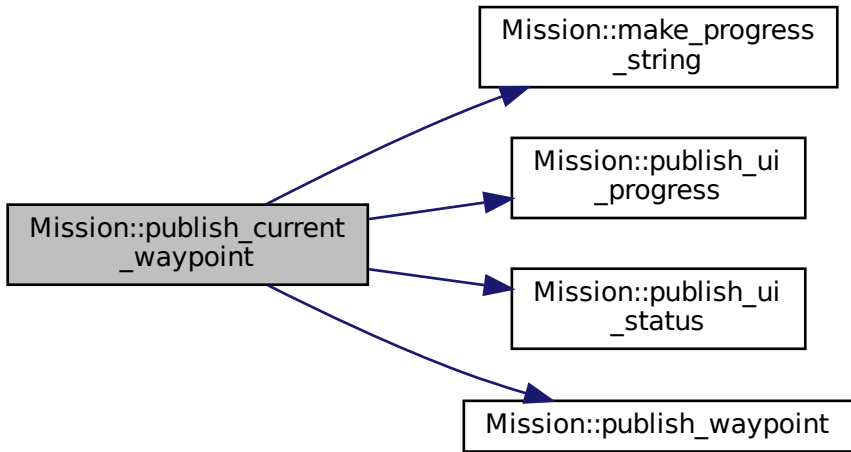 Mission::make_progress
_string
Mission::publish_ui
_progress
Mission::publish_current
_waypoint
Mission::publish_ui
_status
Mission::publish_waypoint